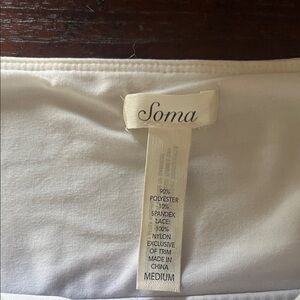 Soma
90%
POLYESTER
10%
SPANDEX
LACE:
100%
NYLON
EXCLUSIVE
OF TRIM
MADE IN
CHINA
MEDIUM